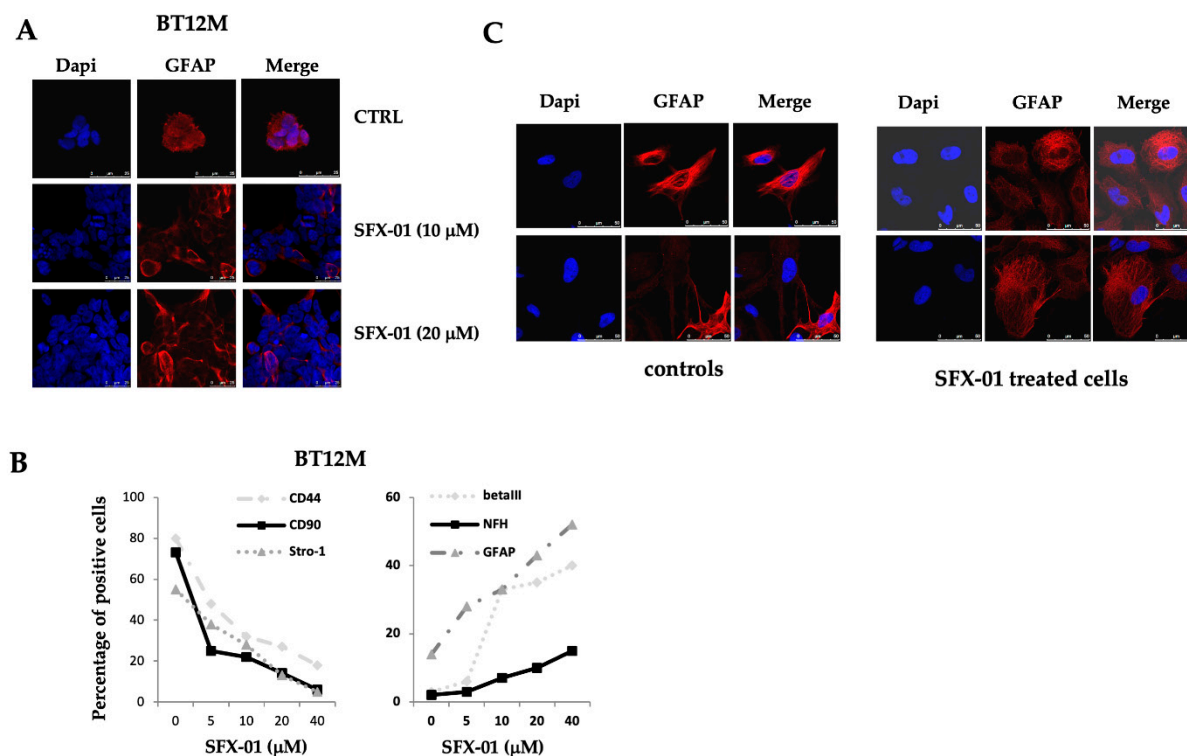 A
BT12M
Dapi GFAP Merge
CTRL
SFX-01 (10 μM)
SFX-01 (20 μM)
C
Dapi GFAP Merge
Dapi GFAP Merge
controls
SFX-01 treated cells
B
BT12M
Percentage of positive cells
100
80
60
40
20
0
CD44
CD90
Stro-1
0 5 10 20 40
SFX-01 (μM)
60
40
20
0
betaIII
NFH
GFAP
0 5 10 20 40
SFX-01 (μM)